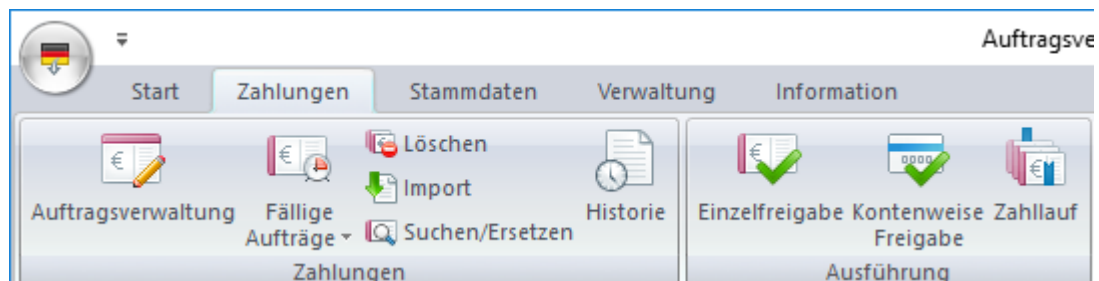 Auftragsve
Start Zahlungen Stammdaten Verwaltung Information
Auftragsverwaltung
Fällige
Aufträge
Löschen
Import
Suchen/Ersetzen
Historie
Zahlungen
Einzelfreigabe
Kontenweise
Freigabe
Zahllauf
Ausführung